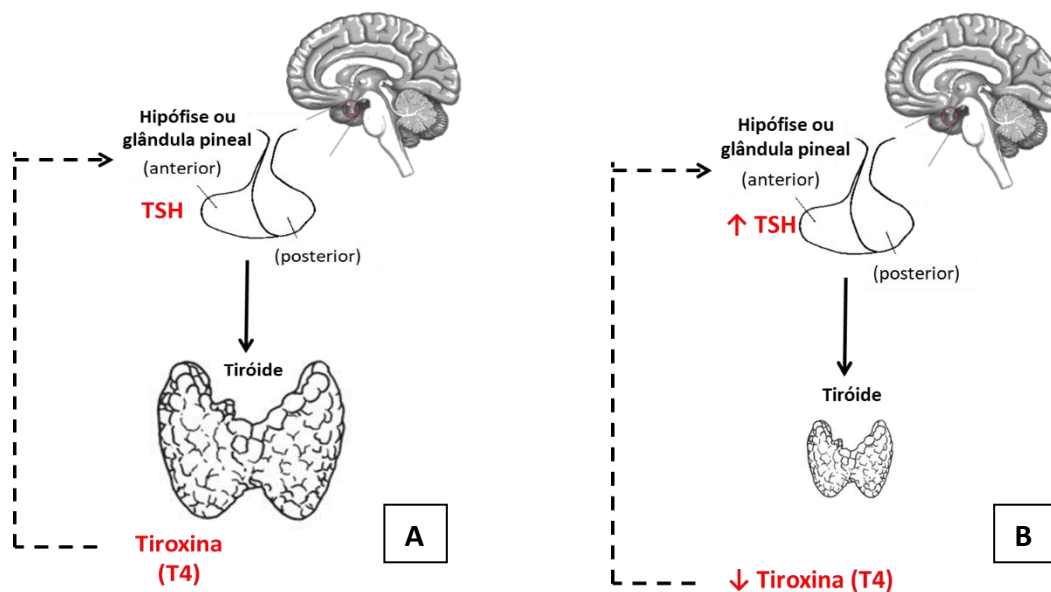 Hipófise ou
glândula pineal
(anterior)
TSH
(posterior)
Tiróide
Tiroxina
(T4)
A
Hipófise ou
glândula pineal
(anterior)
↑ TSH
(posterior)
Tiróide
↓ Tiroxina (T4)
B